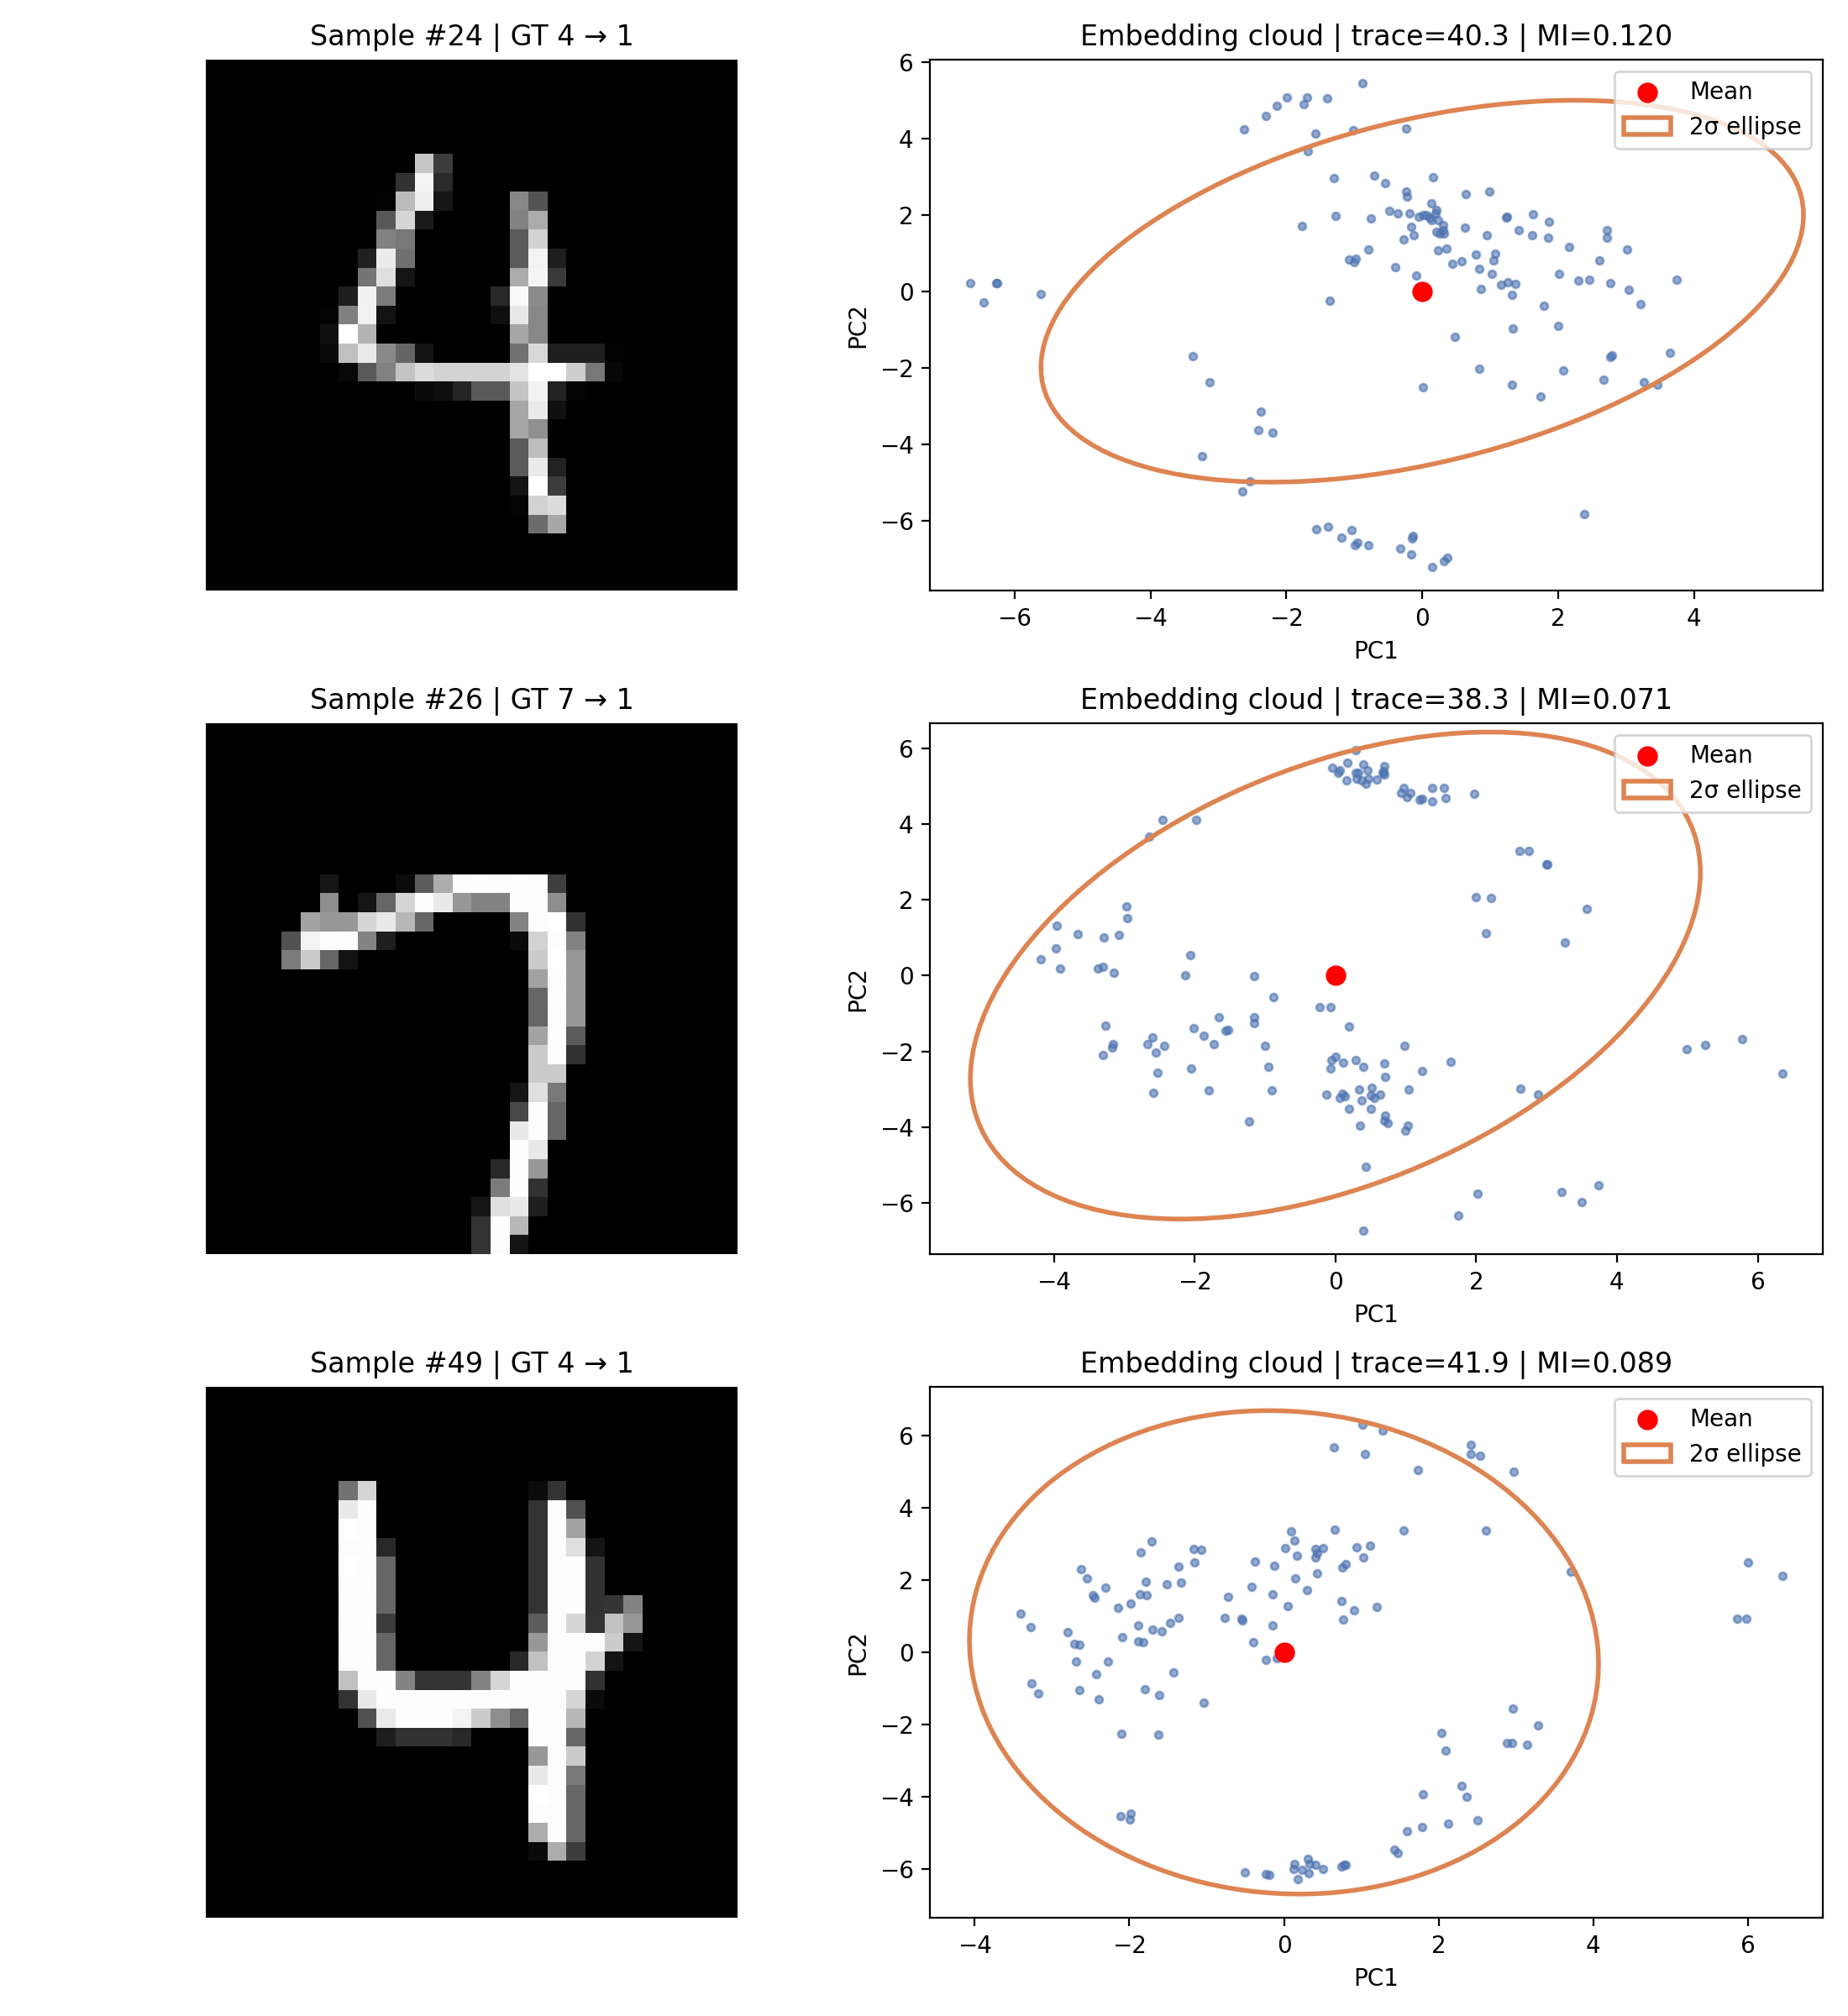 Sample #24 | GT 4 → 1
4
Embedding cloud | trace=40.3 | MI=0.120
Mean
2σ ellipse
6
4
2
0
−2
−4
−6
PC2
−6 −4 −2 0 2 4
PC1
Sample #26 | GT 7 → 1
7
Embedding cloud | trace=38.3 | MI=0.071
Mean
2σ ellipse
6
4
2
0
−2
−4
−6
PC2
−4 −2 0 2 4 6
PC1
Sample #49 | GT 4 → 1
4
Embedding cloud | trace=41.9 | MI=0.089
Mean
2σ ellipse
6
4
2
0
−2
−4
−6
PC2
−4 −2 0 2 4 6
PC1